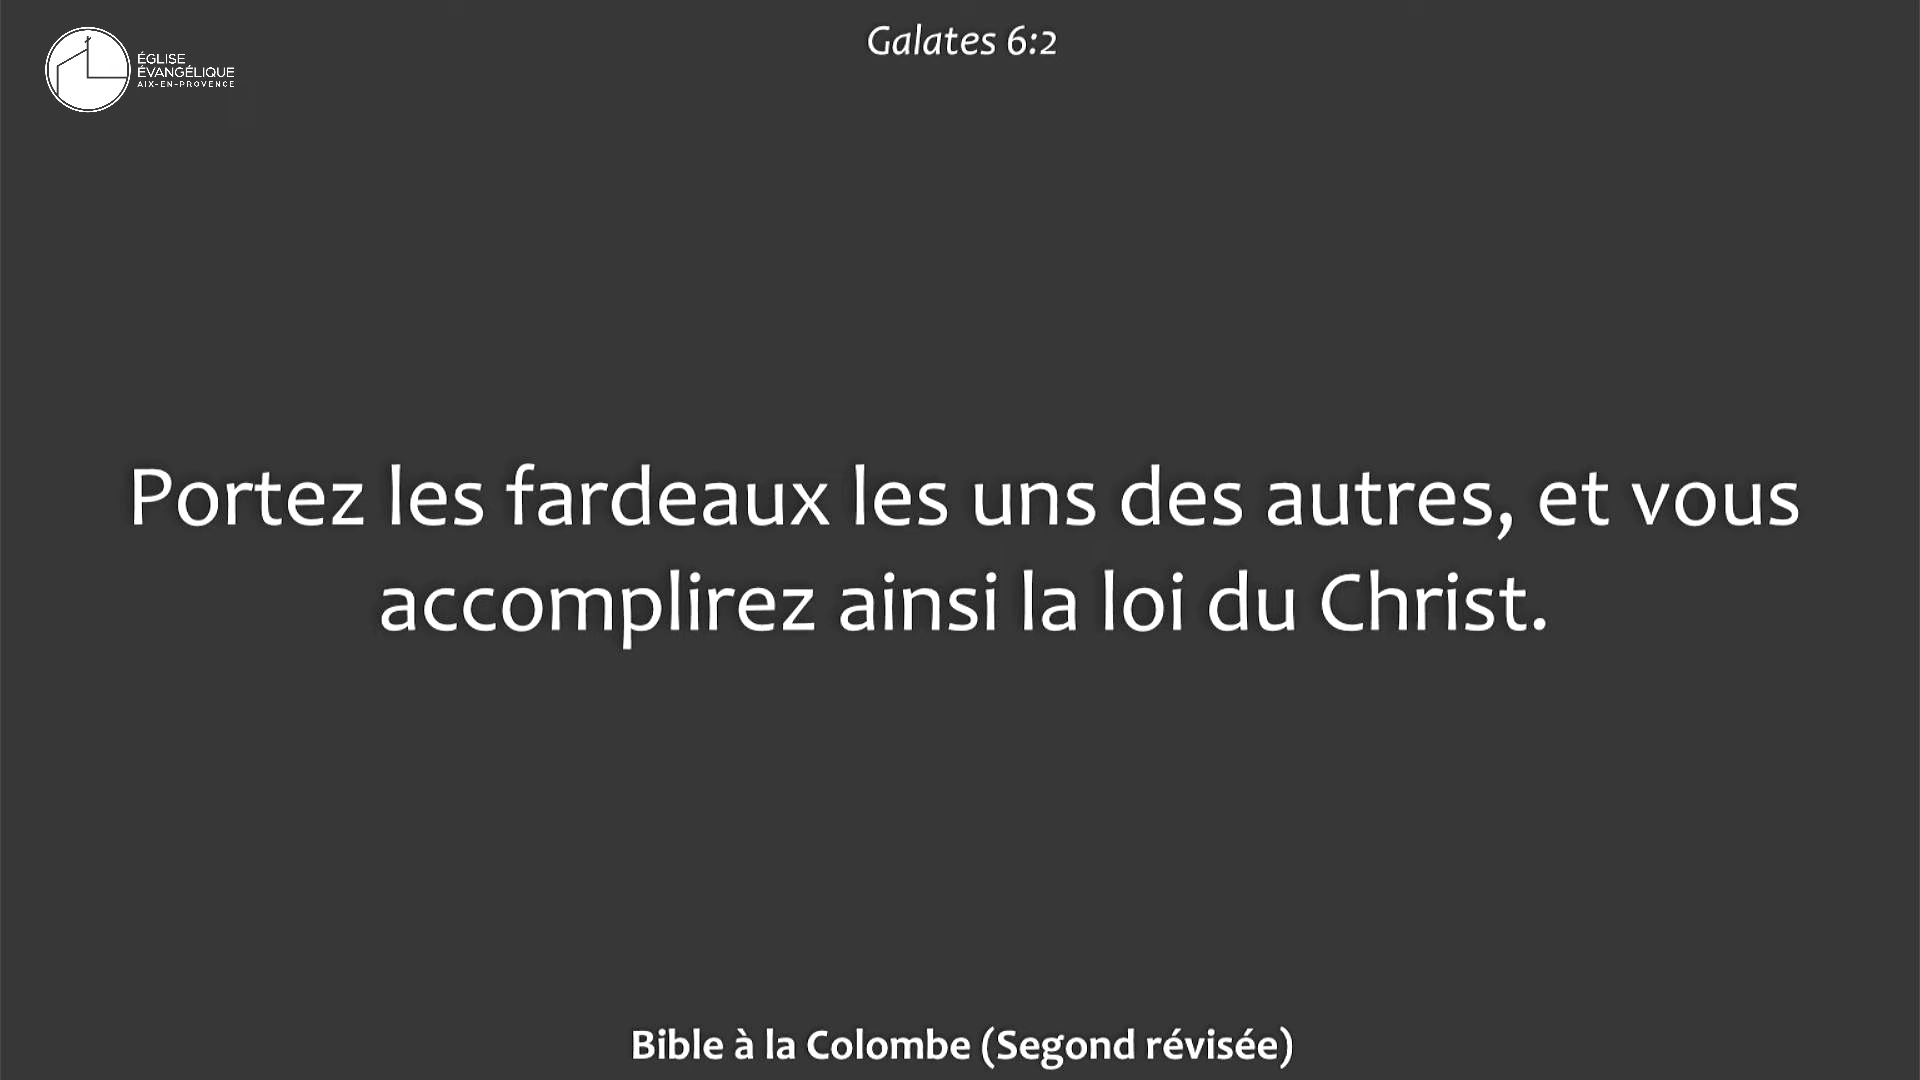 Galates 6:2
ÉGLISE
ÉVANGÉLIQUE
AIX-EN-PROVENCE
Portez les fardeaux les uns des autres, et vous
accomplirez ainsi la loi du Christ.
Bible à la Colombe (Segond révisée)